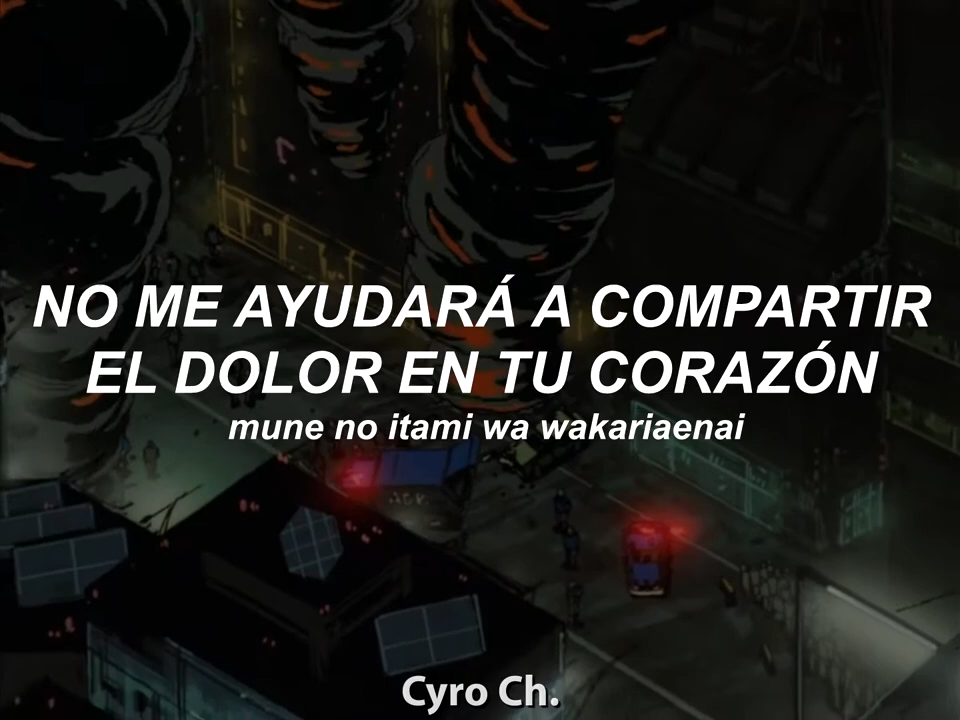 NO ME AYUDARÁ A COMPARTIR
EL DOLOR EN TU CORAZÓN
mune no itami wa wakariaenai
Cyro Ch.